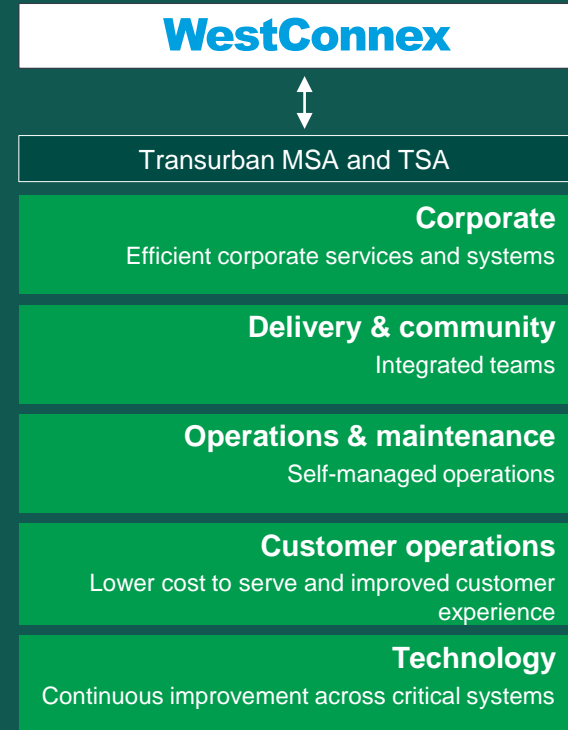 WestConnex
Transurban MSA and TSA
Corporate
Efficient corporate services and systems
Delivery & community
Integrated teams
Operations & maintenance
Self-managed operations
Customer operations
Lower cost to serve and improved customer
experience
Technology
Continuous improvement across critical systems